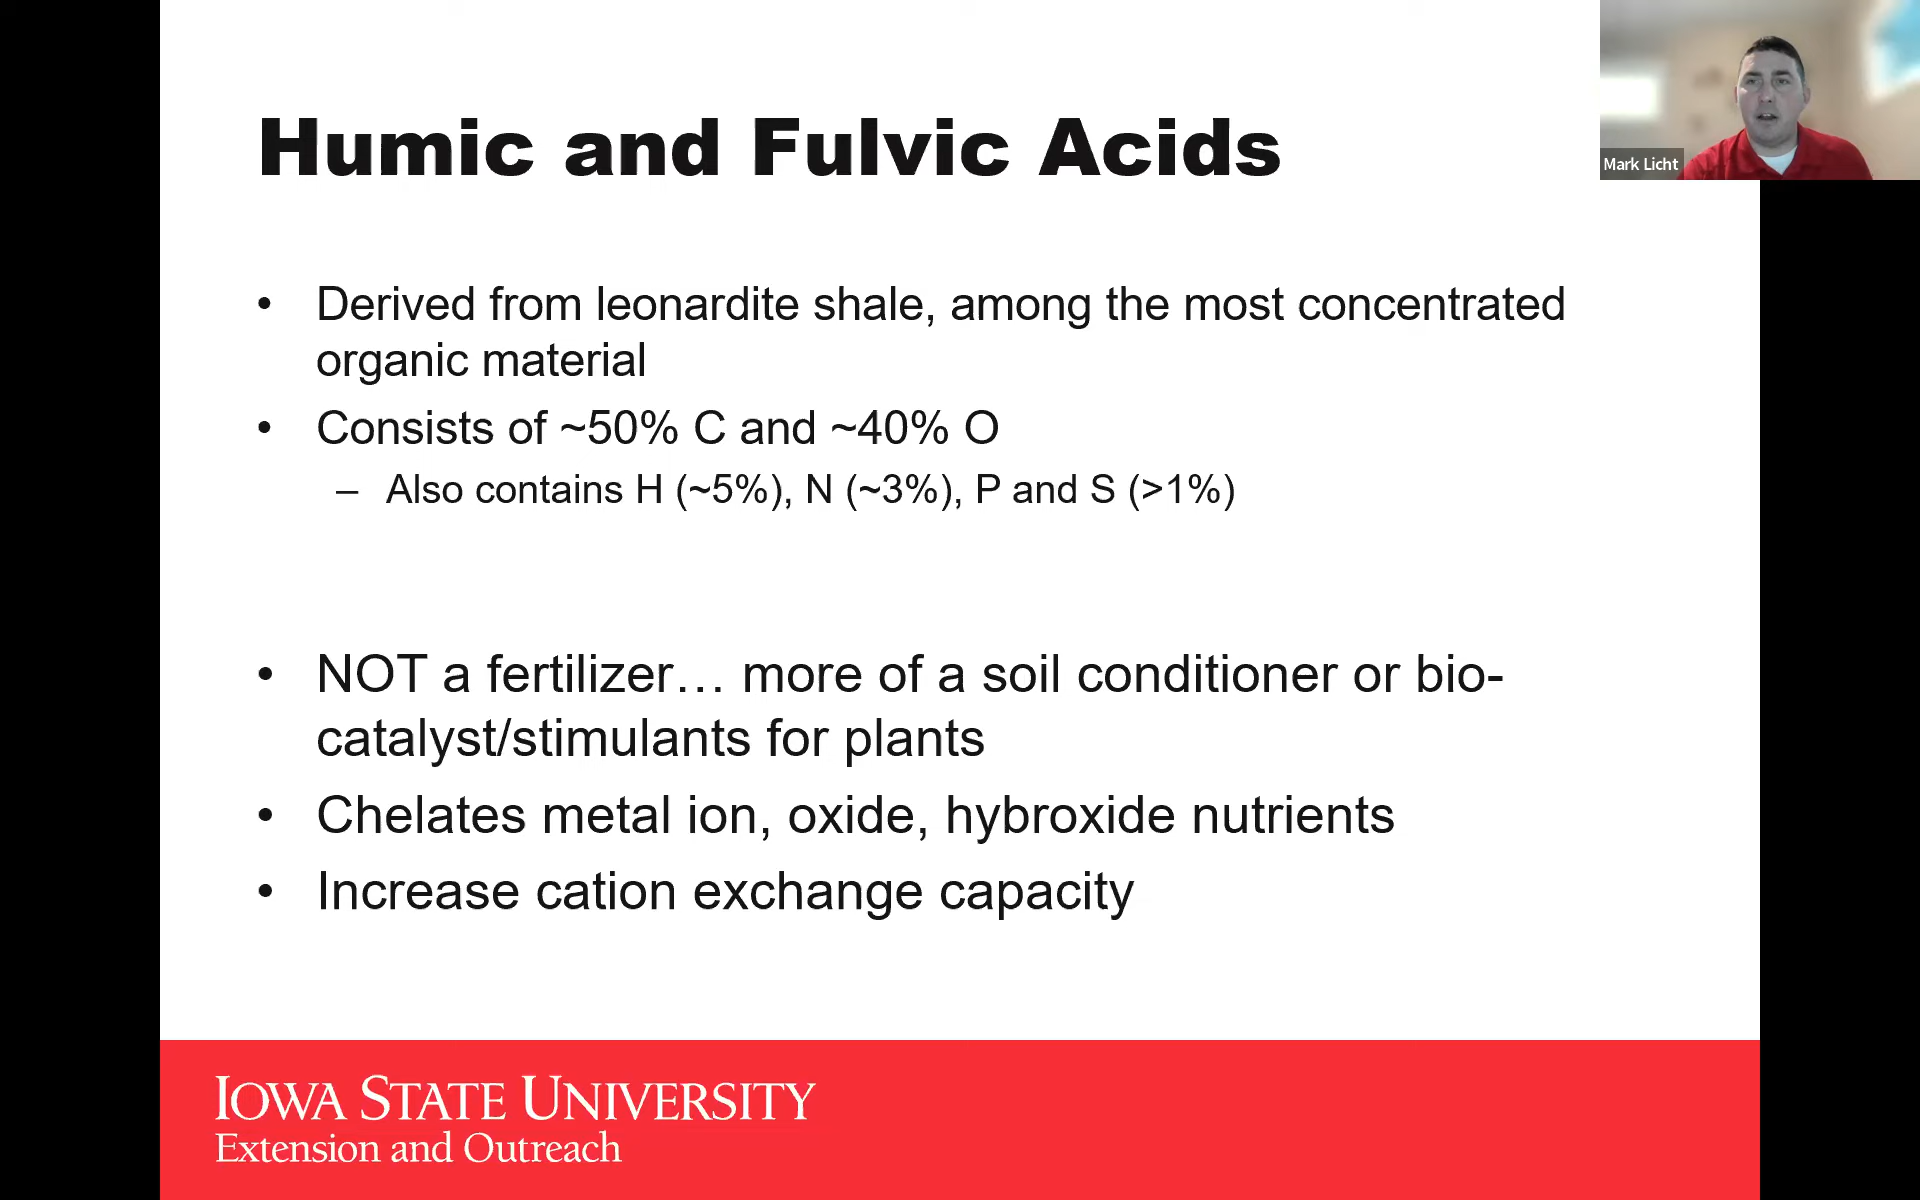 Humic and Fulvic Acids
Mark Licht
• Derived from leonardite shale, among the most concentrated
organic material
• Consists of ~50% C and ~40% O
– Also contains H (~5%), N (~3%), P and S (>1%)
• NOT a fertilizer… more of a soil conditioner or bio-
catalyst/stimulants for plants
• Chelates metal ion, oxide, hybroxide nutrients
• Increase cation exchange capacity
IOWA STATE UNIVERSITY
Extension and Outreach